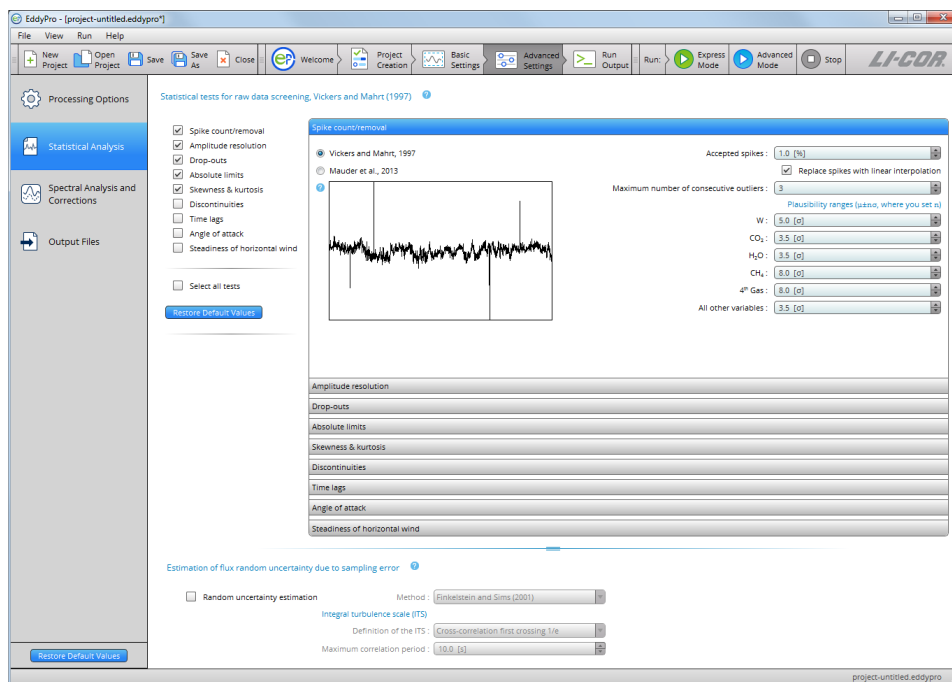 EddyPro - [project-untitled.eddypro*]
File View Run Help
New Project
Open Project
Save
Save As
Close
Welcome
Project Creation
Basic Settings
Advanced Settings
Run Output
Run:
Express Mode
Advanced Mode
Stop
LI-COR
Processing Options
Statistical Analysis
Spectral Analysis and
Corrections
Output Files
Restore Default Values
Statistical tests for raw data screening, Vickers and Mahrt (1997) ?
Spike count/removal
Amplitude resolution
Drop-outs
Absolute limits
Skewness & kurtosis
Discontinuities
Time lags
Angle of attack
Steadiness of horizontal wind
Select all tests
Restore Default Values
Spike count/removal
Vickers and Mahrt, 1997
Mauder et al., 2013
?
Accepted spikes : 1.0 [%]
Replace spikes with linear interpolation
Maximum number of consecutive outliers : 3
Plausibility ranges (μ±nσ, where you set n)
W : 5.0 [σ]
CO₂ : 3.5 [σ]
H₂O : 3.5 [σ]
CH₄ : 8.0 [σ]
4ᵗʰ Gas : 8.0 [σ]
All other variables : 3.5 [σ]
Amplitude resolution
Drop-outs
Absolute limits
Skewness & kurtosis
Discontinuities
Time lags
Angle of attack
Steadiness of horizontal wind
Estimation of flux random uncertainty due to sampling error ?
Random uncertainty estimation
Method : Finkelstein and Sims (2001)
Integral turbulence scale (ITS)
Definition of the ITS : Cross-correlation first crossing 1/e
Maximum correlation period : 10.0 [s]
project-untitled.eddypro